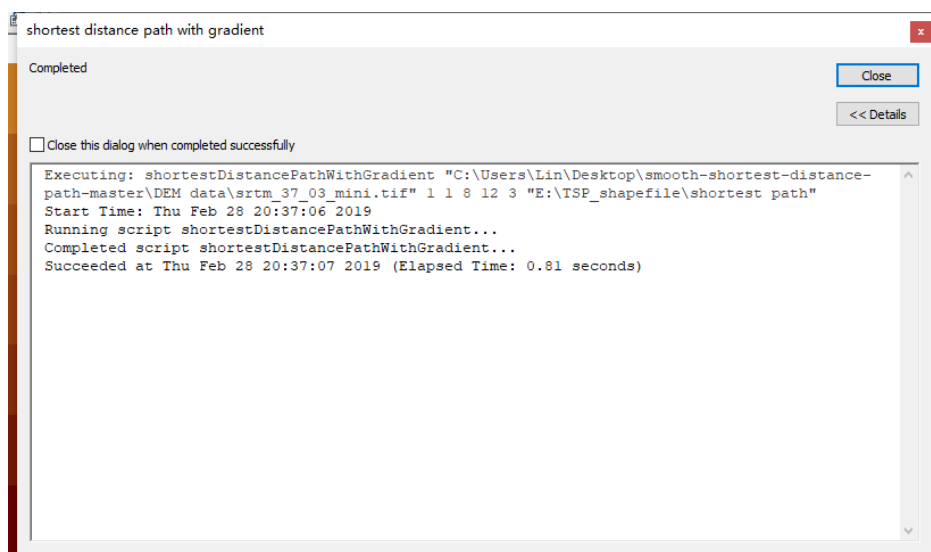 shortest distance path with gradient
x
Completed
Close
<< Details
Close this dialog when completed successfully
Executing: shortestDistancePathWithGradient "C:\Users\Lin\Desktop\smooth-shortest-distance-
path-master\DEM data\srtm_37_03_mini.tif" 1 1 8 12 3 "E:\TSP_shapefile\shortest path"
Start Time: Thu Feb 28 20:37:06 2019
Running script shortestDistancePathWithGradient...
Completed script shortestDistancePathWithGradient...
Succeeded at Thu Feb 28 20:37:07 2019 (Elapsed Time: 0.81 seconds)